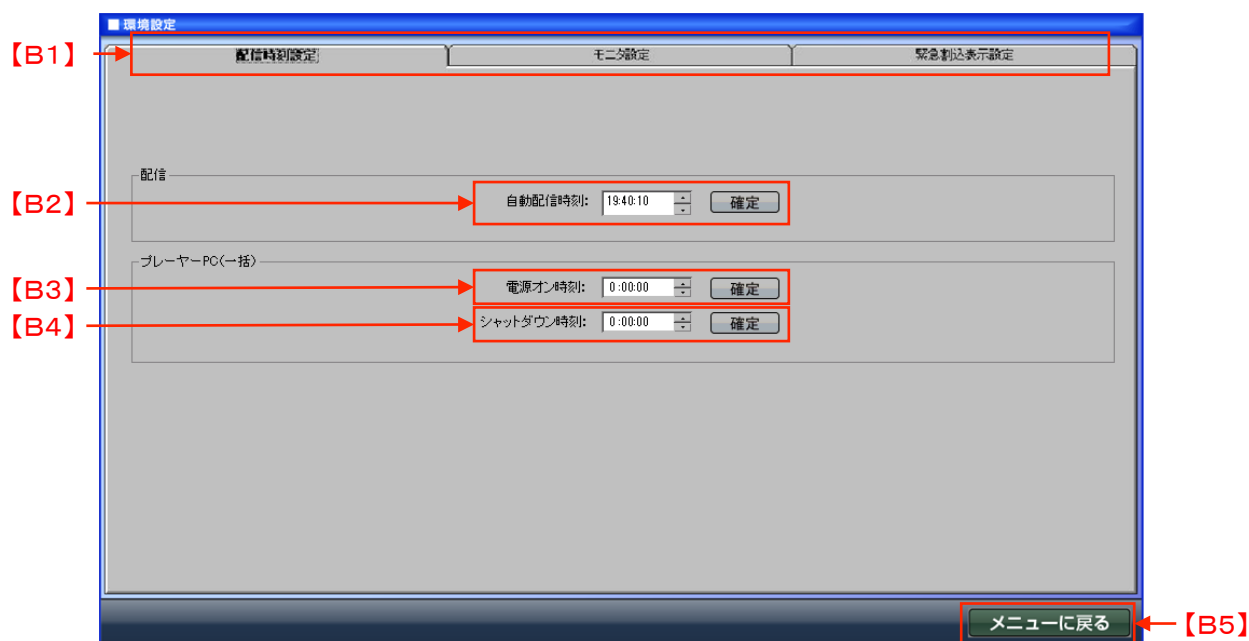 ■ 環境設定
【B1】 配信時刻設定 モニタ設定 緊急割込表示設定
配信
【B2】 自動配信時刻: 19:40:10 確定
プレーヤーPC(一括)
【B3】 電源オン時刻: 0:00:00 確定
【B4】 シャットダウン時刻: 0:00:00 確定
メニューに戻る 【B5】